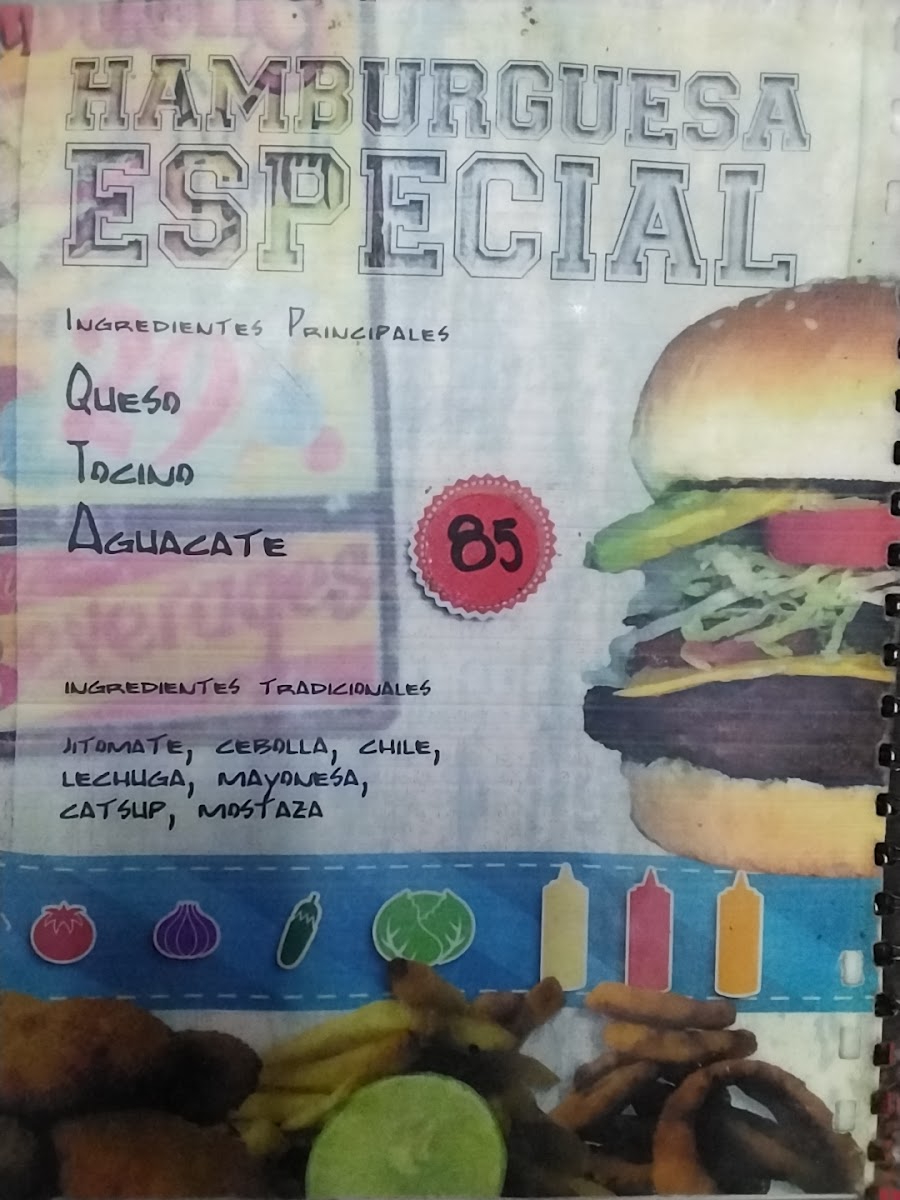 HAMBURGUESA
ESPECIAL
INGREDIENTES PRINCIPALES
QUESO
TOCINO
AGUACATE
85
INGREDIENTES TRADICIONALES
JITOMATE, CEBOLLA, CHILE,
LECHUGA, MAYONESA,
CATSUP, MOSTAZA